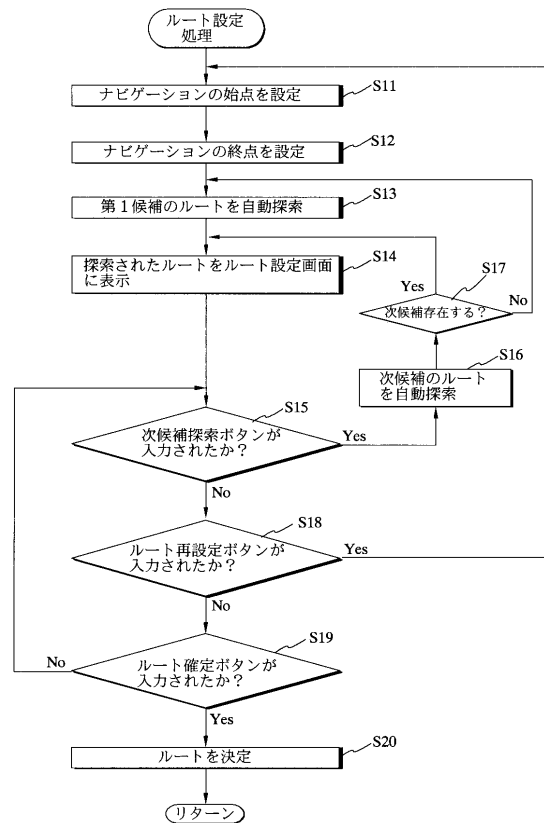 ルート設定
処理
S11
ナビゲーションの始点を設定
S12
ナビゲーションの終点を設定
S13
第１候補のルートを自動探索
S14
探索されたルートをルート設定画面
に表示
S17
Yes
No
次候補存在する？
S16
次候補のルート
を自動探索
S15
次候補探索ボタンが
入力されたか？
Yes
No
S18
ルート再設定ボタンが
入力されたか？
Yes
No
S19
No
ルート確定ボタンが
入力されたか？
Yes
S20
ルートを決定
リターン